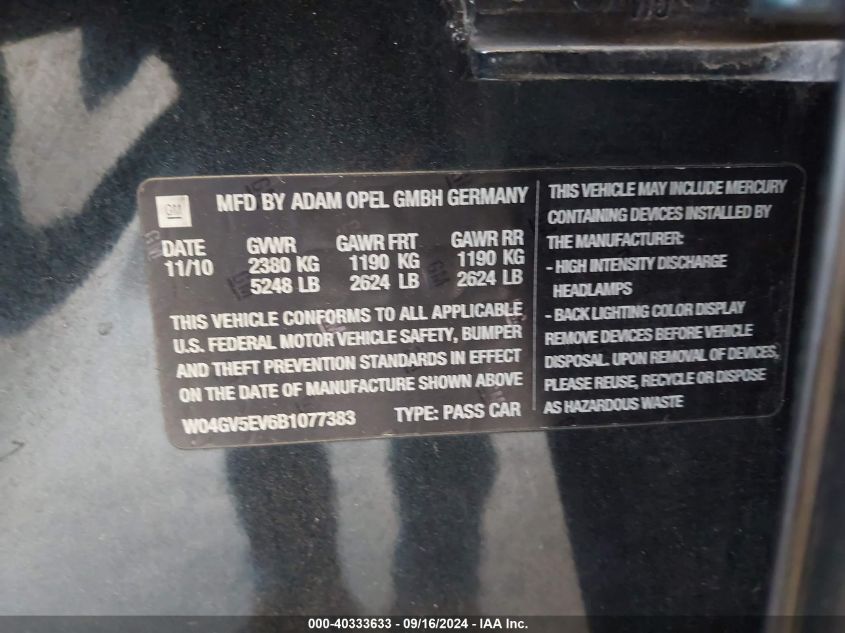 GM
MFD BY ADAM OPEL GMBH GERMANY
DATE GVWR GAWR FRT GAWR RR
11/10 2380 KG 1190 KG 1190 KG
5248 LB 2624 LB 2624 LB
THIS VEHICLE CONFORMS TO ALL APPLICABLE
U.S. FEDERAL MOTOR VEHICLE SAFETY, BUMPER
AND THEFT PREVENTION STANDARDS IN EFFECT
ON THE DATE OF MANUFACTURE SHOWN ABOVE
W04GV5EV6B1077383 TYPE: PASS CAR
THIS VEHICLE MAY INCLUDE MERCURY
CONTAINING DEVICES INSTALLED BY
THE MANUFACTURER:
- HIGH INTENSITY DISCHARGE
HEADLAMPS
- BACK LIGHTING COLOR DISPLAY
REMOVE DEVICES BEFORE VEHICLE
DISPOSAL. UPON REMOVAL OF DEVICES,
PLEASE REUSE, RECYCLE OR DISPOSE
AS HAZARDOUS WASTE
000-40333633 - 09/16/2024 - IAA Inc.